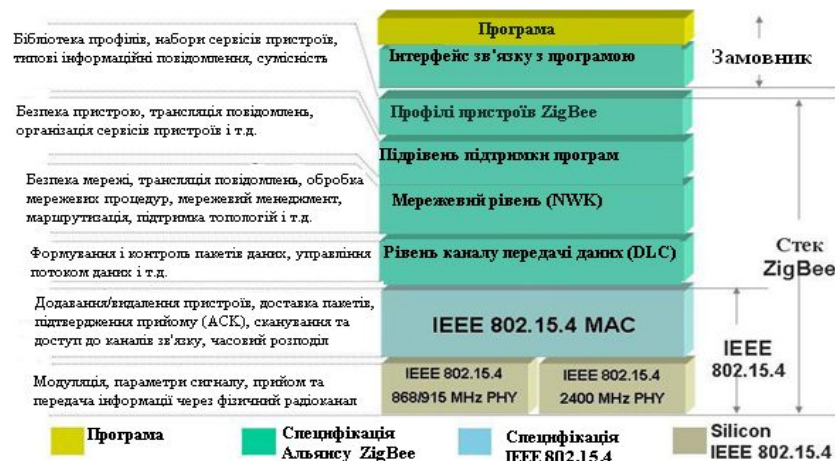 Програма
Бібліотека профілів, набори сервісів пристроїв,
типові інформаційні повідомлення, сумісність
Інтерфейс зв'язку з програмою
Замовник
Безпека пристрою, трансляція повідомлень,
організація сервісів пристроїв і т.д.
Профілі пристроїв ZigBee
Підрівень підтримки програм
Безпека мережі, трансляція повідомлень, обробка
мережевих процедур, мережевий менеджмент,
маршрутизація, підтримка топологій і т.д.
Мережевий рівень (NWK)
Стек
ZigBee
Формування і контроль пакетів даних, управління
потоком даних і т.д.
Рівень каналу передачі даних (DLC)
Додавання/видалення пристроїв, доставка пакетів,
підтвердження прийому (ACK), сканування та
доступ до каналів зв'язку, часовий розподіл
IEEE 802.15.4 MAC
IEEE
802.15.4
Модуляція, параметри сигналу, прийом та
передача інформації через фізичний радіоканал
IEEE 802.15.4
868/915 MHz PHY
IEEE 802.15.4
2400 MHz PHY
Програма
Специфікація
Альянсу ZigBee
Специфікація
IEEE 802.15.4
Silicon
IEEE 802.15.4